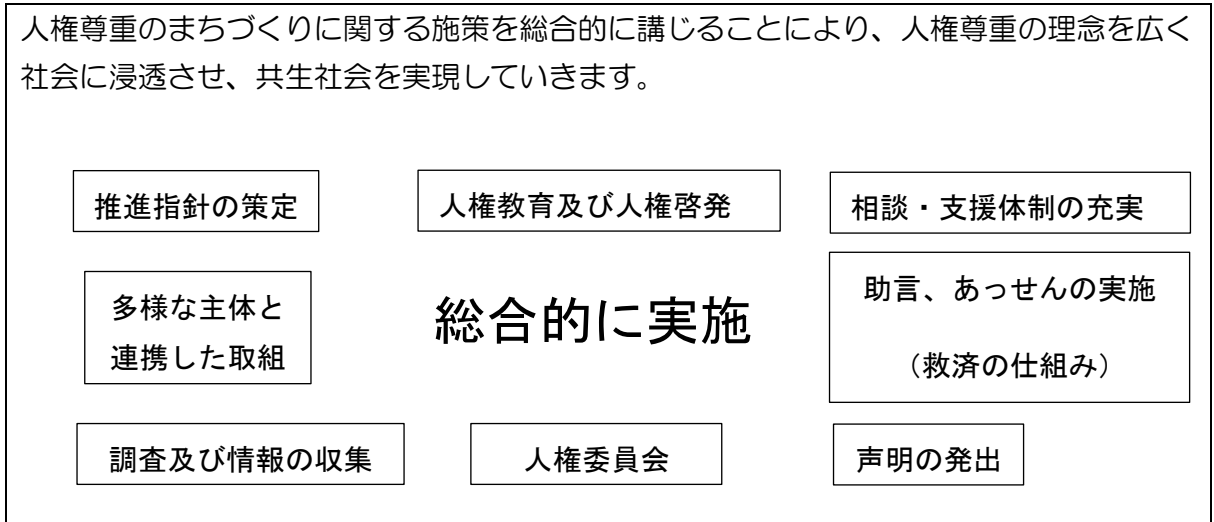 人権尊重のまちづくりに関する施策を総合的に講じることにより、人権尊重の理念を広く
社会に浸透させ、共生社会を実現していきます。
推進指針の策定
人権教育及び人権啓発
相談・支援体制の充実
多様な主体と
連携した取組
総合的に実施
助言、あっせんの実施
（救済の仕組み）
調査及び情報の収集
人権委員会
声明の発出